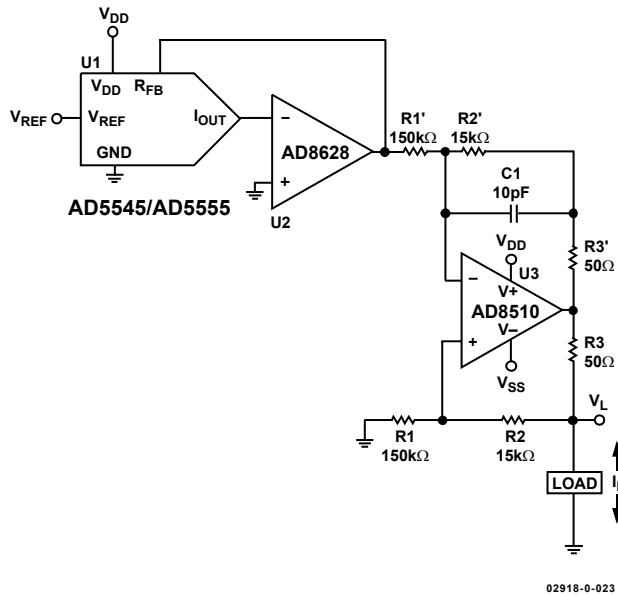 VDD
U1
VDD RFB
VREF
VREF
IOUT
GND
AD5545/AD5555
–
AD8628
+
U2
R1'
150kΩ
R2'
15kΩ
C1
10pF
R3'
50Ω
VDD
U3
–
V+
AD8510
V–
+
VSS
R3
50Ω
VL
R1
150kΩ
R2
15kΩ
LOAD
02918-0-023